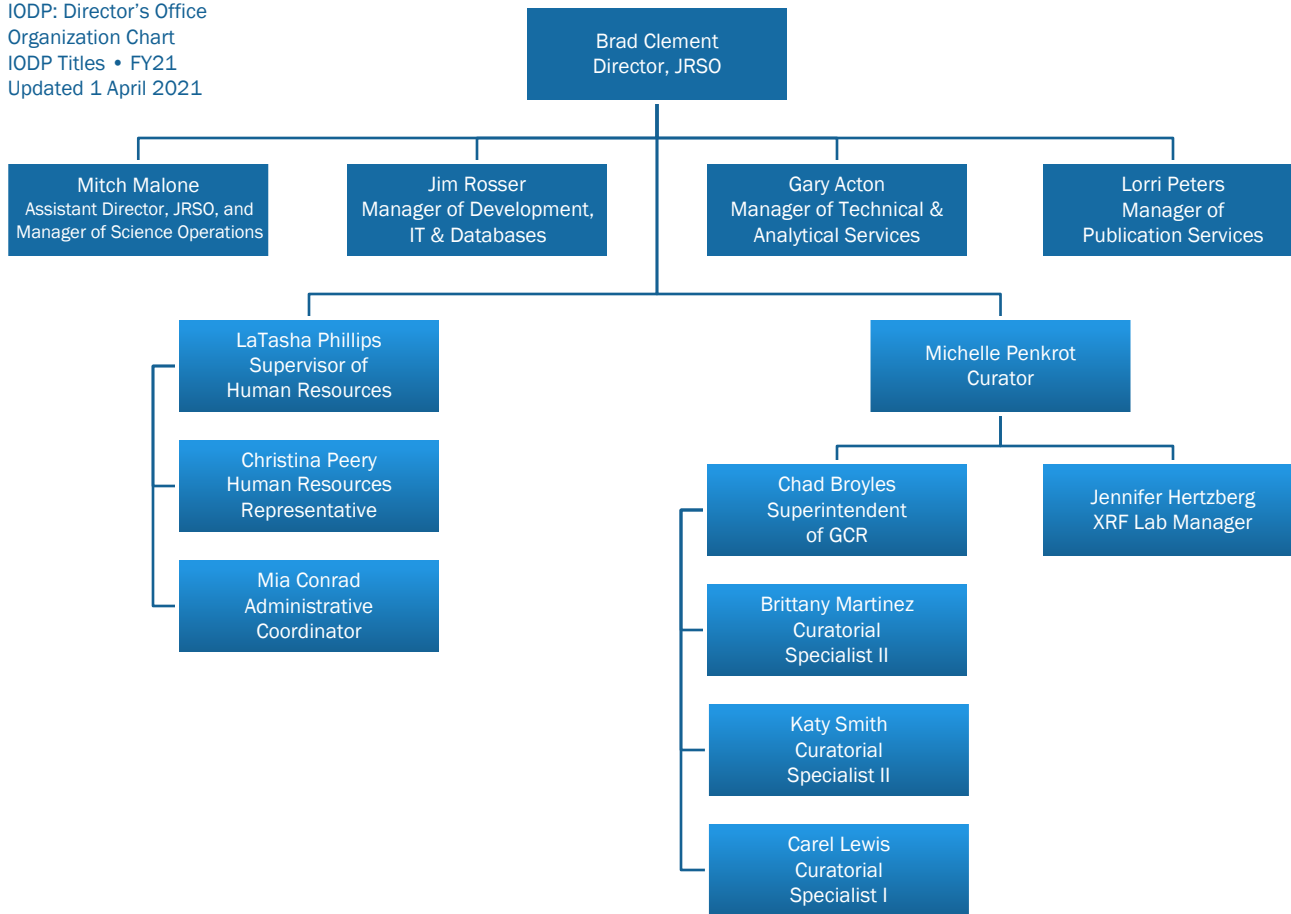 IODP: Director’s Office
Organization Chart
IODP Titles • FY21
Updated 1 April 2021
Brad Clement
Director, JRSO
Mitch Malone
Assistant Director, JRSO, and
Manager of Science Operations
Jim Rosser
Manager of Development,
IT & Databases
Gary Acton
Manager of Technical &
Analytical Services
Lorri Peters
Manager of
Publication Services
LaTasha Phillips
Supervisor of
Human Resources
Christina Peery
Human Resources
Representative
Mia Conrad
Administrative
Coordinator
Michelle Penkrot
Curator
Chad Broyles
Superintendent
of GCR
Jennifer Hertzberg
XRF Lab Manager
Brittany Martinez
Curatorial
Specialist II
Katy Smith
Curatorial
Specialist II
Carel Lewis
Curatorial
Specialist I